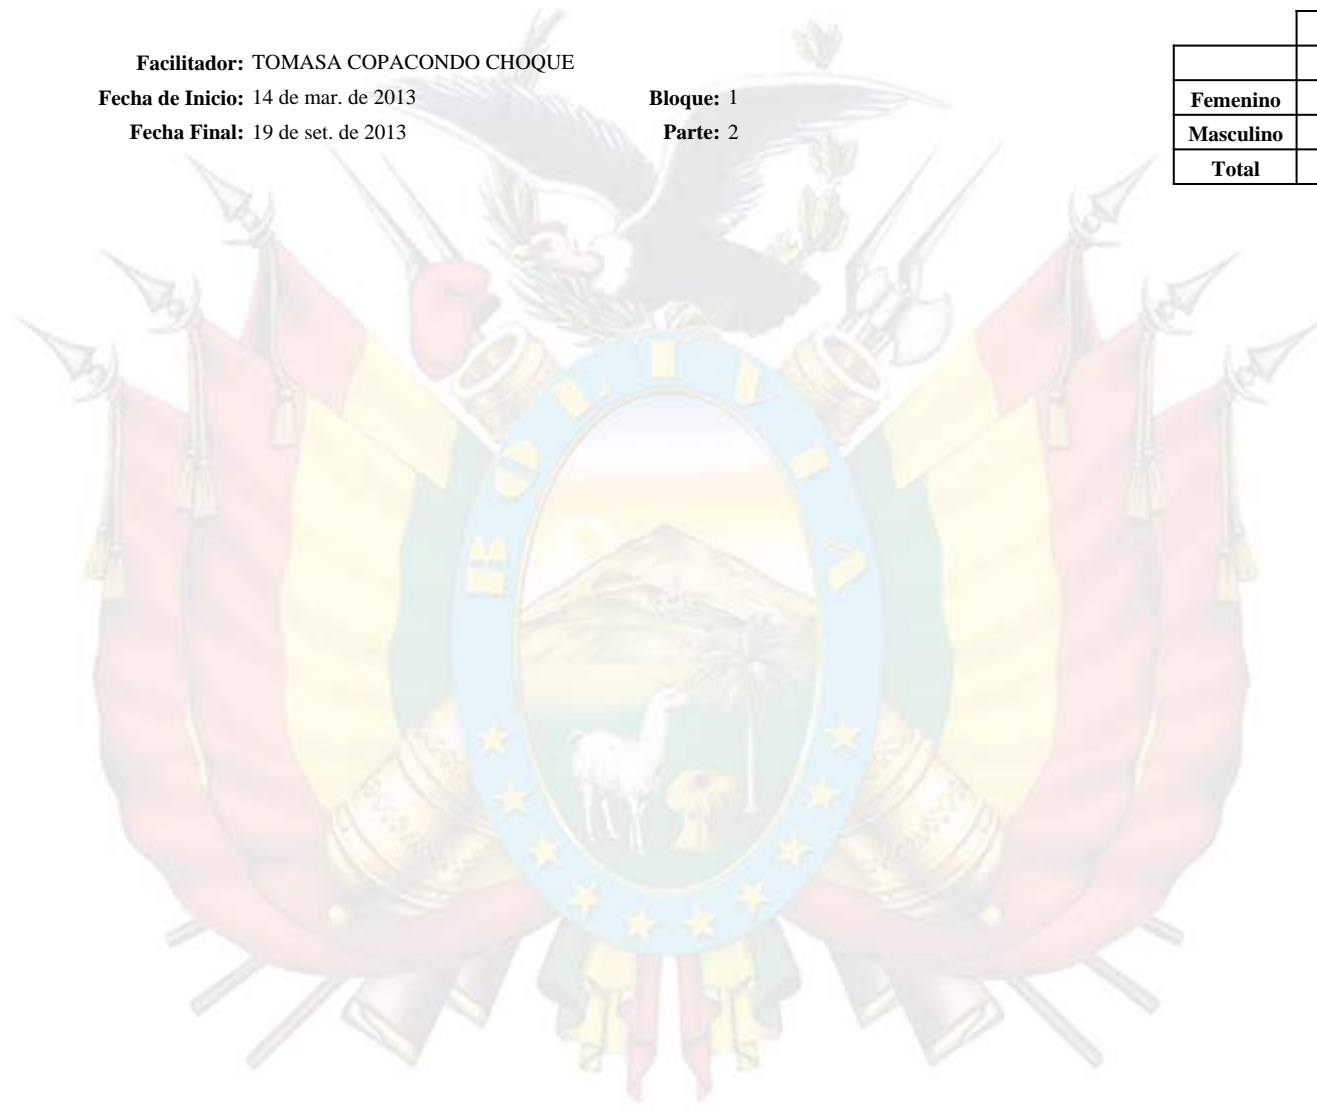 Facilitador: TOMASA COPACONDO CHOQUE
Fecha de Inicio: 14 de mar. de 2013 Bloque: 1
Fecha Final: 19 de set. de 2013 Parte: 2
Femenino
Masculino
Total
BOLIVIA